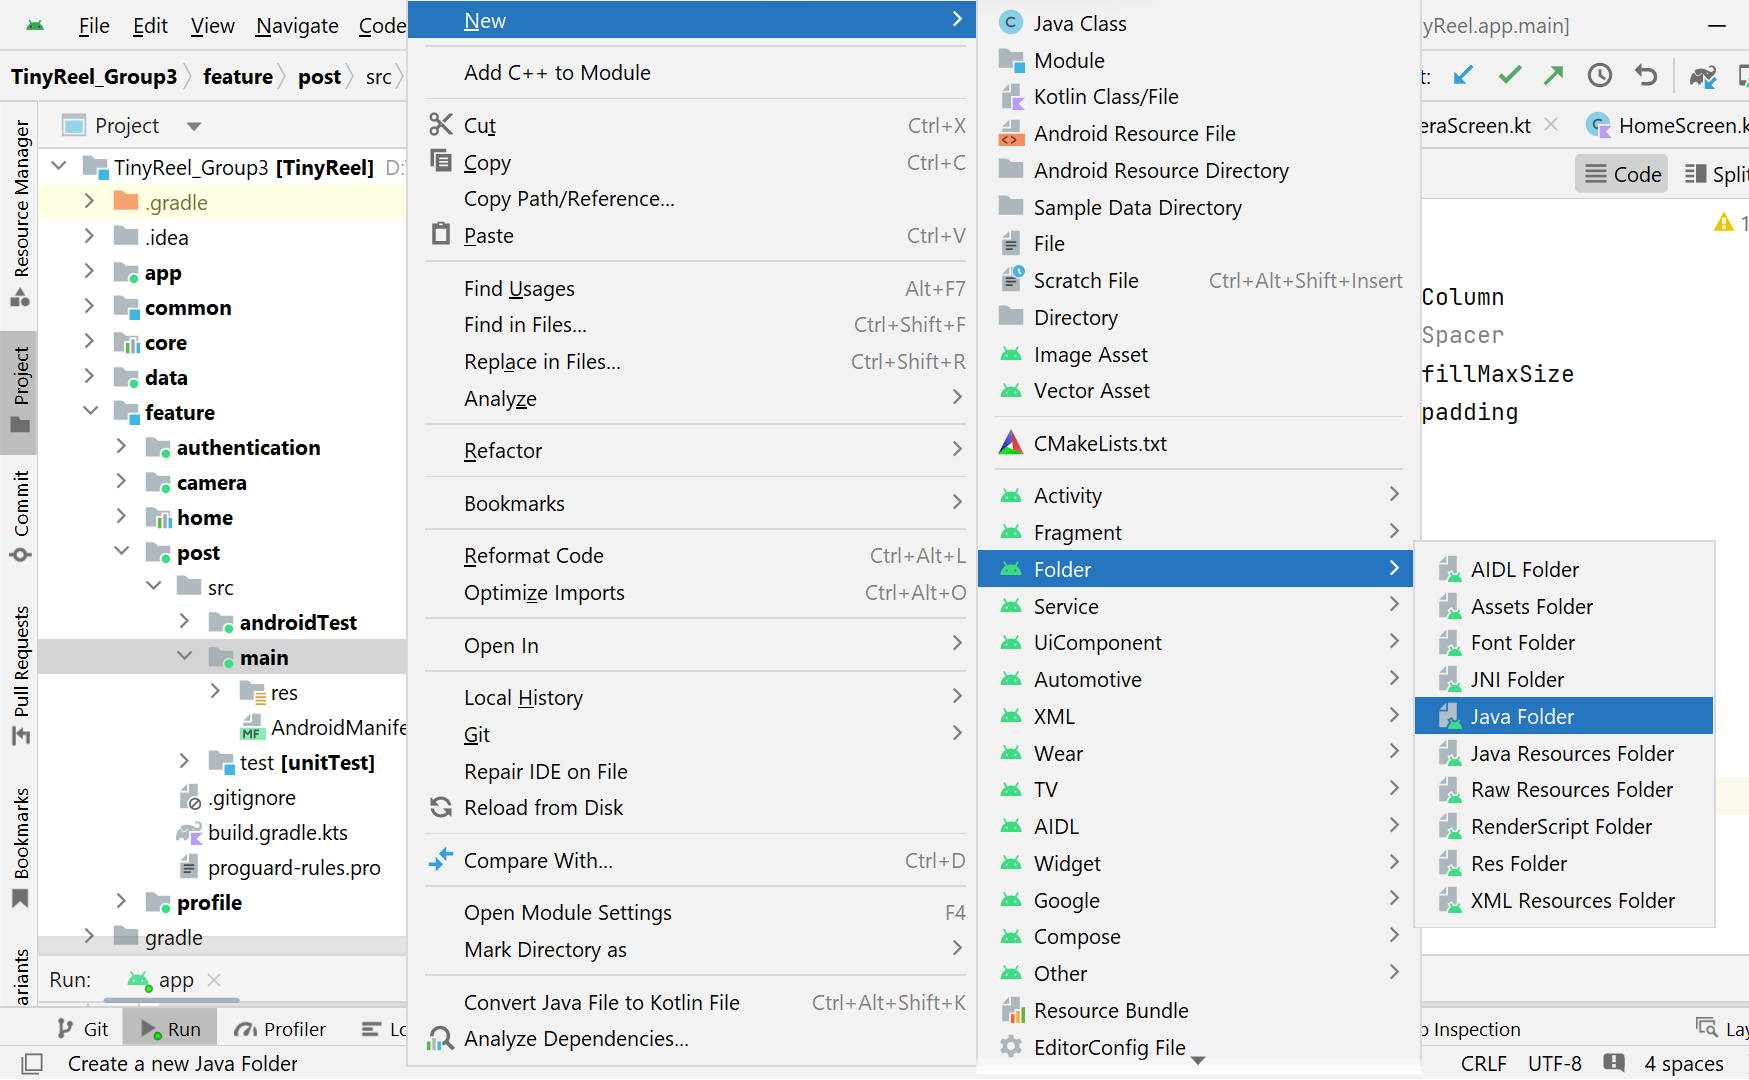 File Edit View Navigate Code
TinyReel_Group3 feature post src
Resource Manager
Project
Commit
Pull Requests
Bookmarks
ariants
Project
TinyReel_Group3 [TinyReel] D:
.gradle
.idea
app
common
core
data
feature
authentication
camera
home
post
src
androidTest
main
res
MF AndroidManife
test [unitTest]
.gitignore
build.gradle.kts
proguard-rules.pro
profile
gradle
Run: app
Git Run Profiler Lo
Create a new Java Folder
New
Add C++ to Module
Cut Ctrl+X
Copy Ctrl+C
Copy Path/Reference...
Paste Ctrl+V
Find Usages Alt+F7
Find in Files... Ctrl+Shift+F
Replace in Files... Ctrl+Shift+R
Analyze
Refactor
Bookmarks
Reformat Code Ctrl+Alt+L
Optimize Imports Ctrl+Alt+O
Open In
Local History
Git
Repair IDE on File
Reload from Disk
Compare With... Ctrl+D
Open Module Settings F4
Mark Directory as
Convert Java File to Kotlin File Ctrl+Alt+Shift+K
Analyze Dependencies...
C Java Class
Module
Kotlin Class/File
Android Resource File
Android Resource Directory
Sample Data Directory
File
Scratch File Ctrl+Alt+Shift+Insert
Directory
Image Asset
Vector Asset
CMakeLists.txt
Activity
Fragment
Folder
Service
UiComponent
Automotive
XML
Wear
TV
AIDL
Widget
Google
Compose
Other
Resource Bundle
EditorConfig File
AIDL Folder
Assets Folder
Font Folder
JNI Folder
Java Folder
Java Resources Folder
Raw Resources Folder
RenderScript Folder
Res Folder
XML Resources Folder
yReel.app.main]
t:
eraScreen.kt HomeScreen.k
Code Split
1
Column
Spacer
fillMaxSize
padding
Inspection Lay
CRLF UTF-8 4 spaces